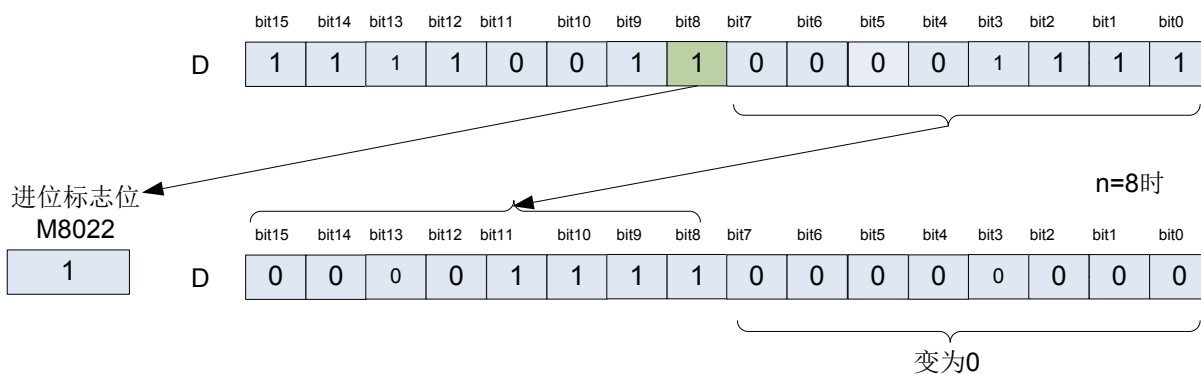 bit15 bit14 bit13 bit12 bit11 bit10 bit9 bit8 bit7 bit6 bit5 bit4 bit3 bit2 bit1 bit0
D 1 1 1 1 0 0 1 1 0 0 0 0 1 1 1 1
n=8时
进位标志位
M8022
bit15 bit14 bit13 bit12 bit11 bit10 bit9 bit8 bit7 bit6 bit5 bit4 bit3 bit2 bit1 bit0
1 D 0 0 0 0 1 1 1 1 0 0 0 0 0 0 0 0
变为0